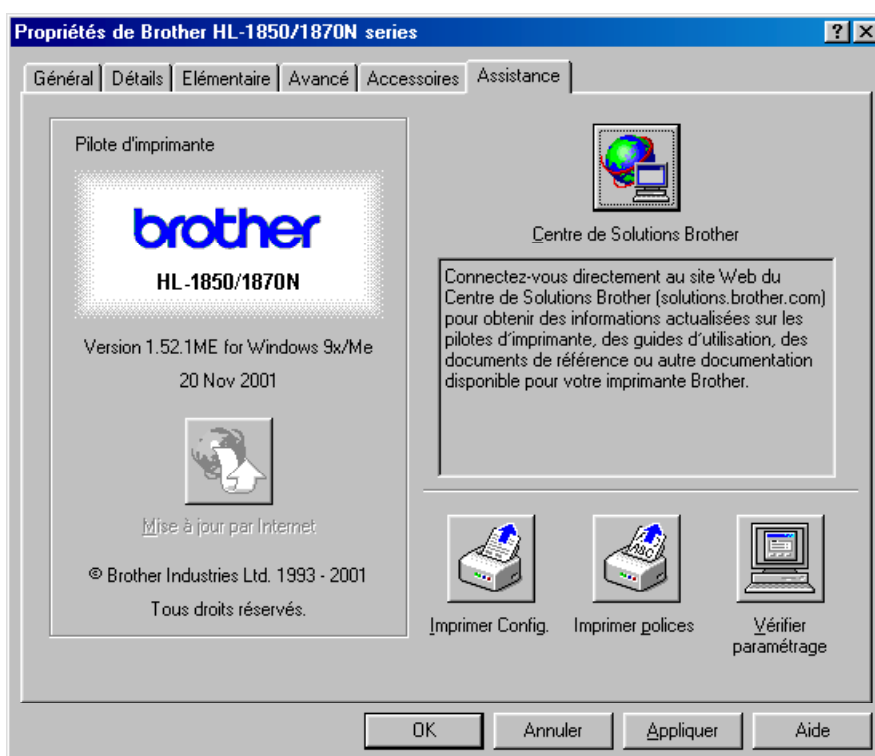 Propriétés de Brother HL-1850/1870N series
Général
Détails
Elémentaire
Avancé
Accessoires
Assistance
Pilote d'imprimante
brother
HL-1850/1870N
Version 1.52.1ME for Windows 9x/Me
20 Nov 2001
Mise à jour par Internet
© Brother Industries Ltd. 1993 - 2001
Tous droits réservés.
Centre de Solutions Brother
Connectez-vous directement au site Web du
Centre de Solutions Brother (solutions.brother.com)
pour obtenir des informations actualisées sur les
pilotes d'imprimante, des guides d'utilisation, des
documents de référence ou autre documentation
disponible pour votre imprimante Brother.
Imprimer Config.
ABC
Imprimer polices
Vérifier
paramétrage
OK
Annuler
Appliquer
Aide